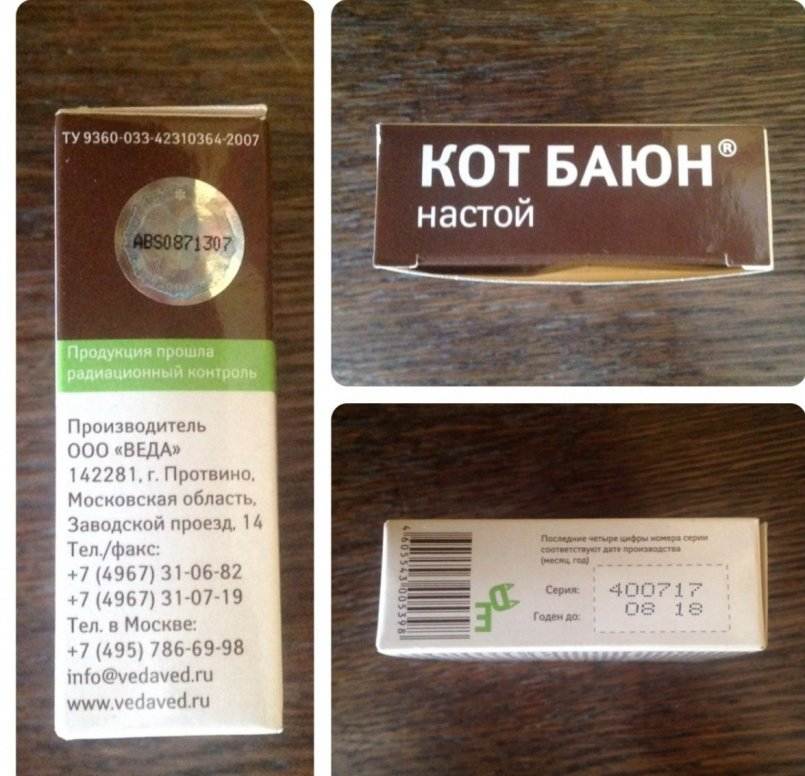 ТУ 9360-033-42310364-2007
ABS0871307
Продукция прошла
радиационный контроль
Производитель
ООО «ВЕДА»
142281, г. Протвино,
Московская область,
Заводской проезд, 14
Тел./факс:
+7 (4967) 31-06-82
+7 (4967) 31-07-19
Тел. в Москве:
+7 (495) 786-69-98
info@vedaved.ru
www.vedaved.ru
КОТ БАЮН®
настой
4605543005398
Последние четыре цифры номера серии
соответствуют дате производства
(месяц, год)
Серия: 400717
Годен до: 08 18